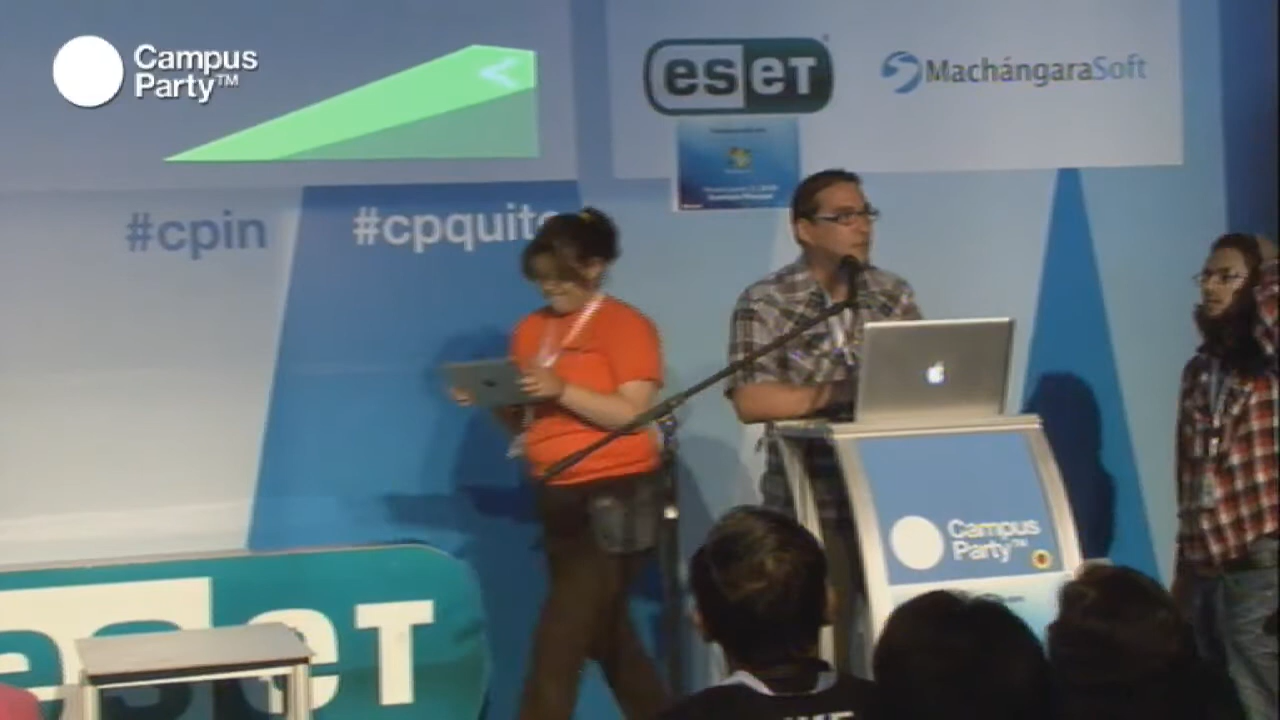 Campus
Party™
eset
MachángaraSoft
#cpin
#cpquito
Campus
Party™
eset